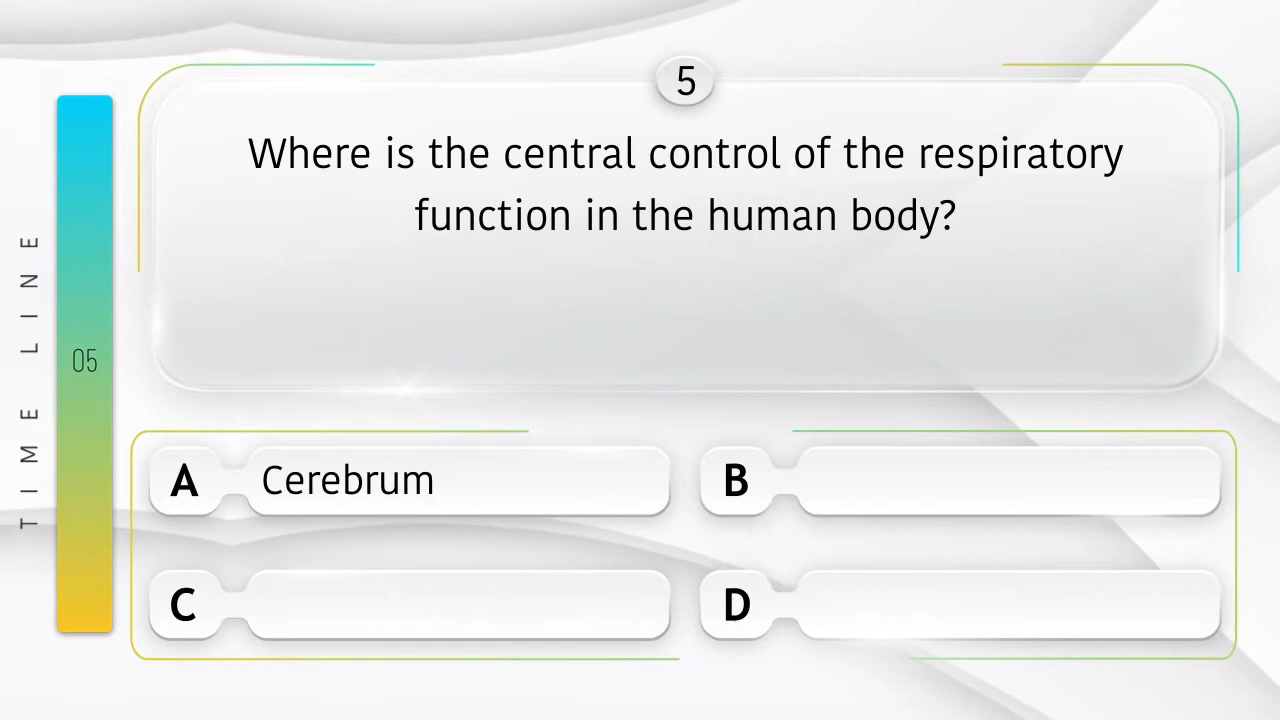 5
Where is the central control of the respiratory
function in the human body?
TIME LINE
05
A Cerebrum
B
C
D